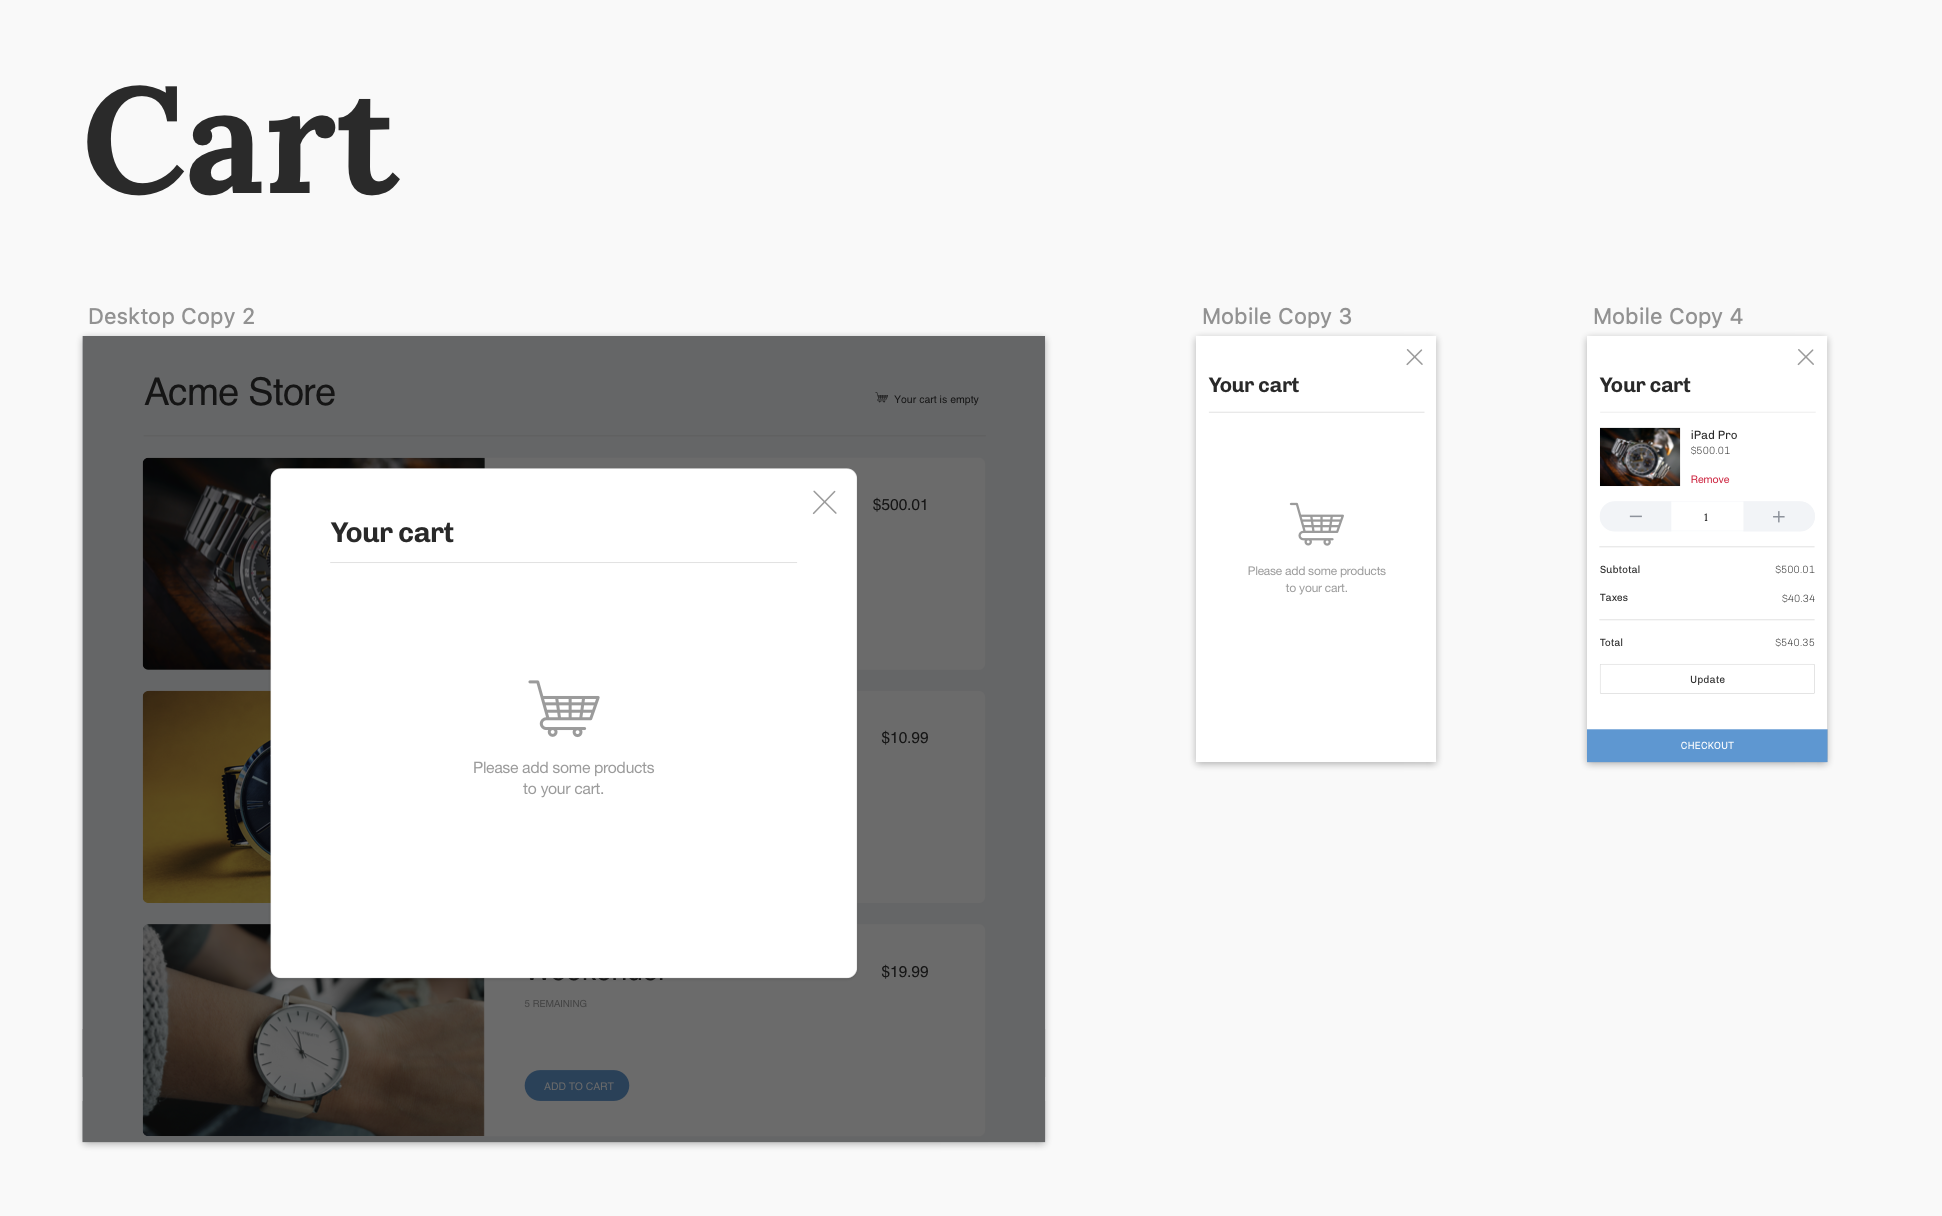 Cart
Desktop Copy 2
Acme Store
Your cart is empty
$500.01
Your cart
Please add some products
to your cart.
$10.99
$19.99
5 REMAINING
ADD TO CART
Mobile Copy 3
Your cart
Please add some products
to your cart.
Mobile Copy 4
Your cart
iPad Pro
$500.01
Remove
1
Subtotal $500.01
Taxes $40.34
Total $540.35
Update
CHECKOUT